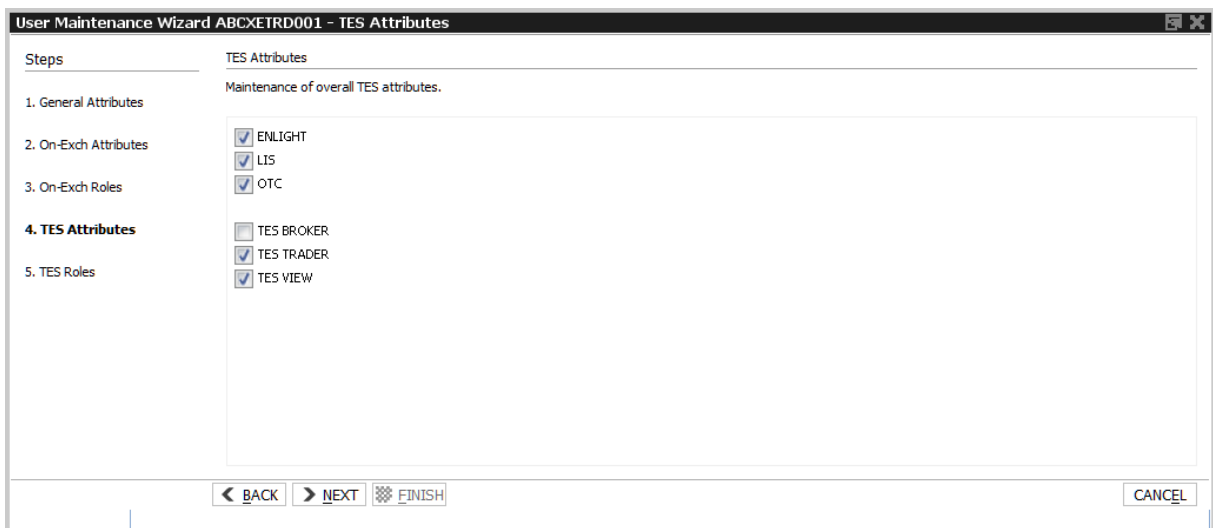 User Maintenance Wizard ABCXETRD001 - TES Attributes
Steps
1. General Attributes
2. On-Exch Attributes
3. On-Exch Roles
4. TES Attributes
5. TES Roles
TES Attributes
Maintenance of overall TES attributes.
ENLIGHT
LIS
OTC
TES BROKER
TES TRADER
TES VIEW
BACK
NEXT
FINISH
CANCEL